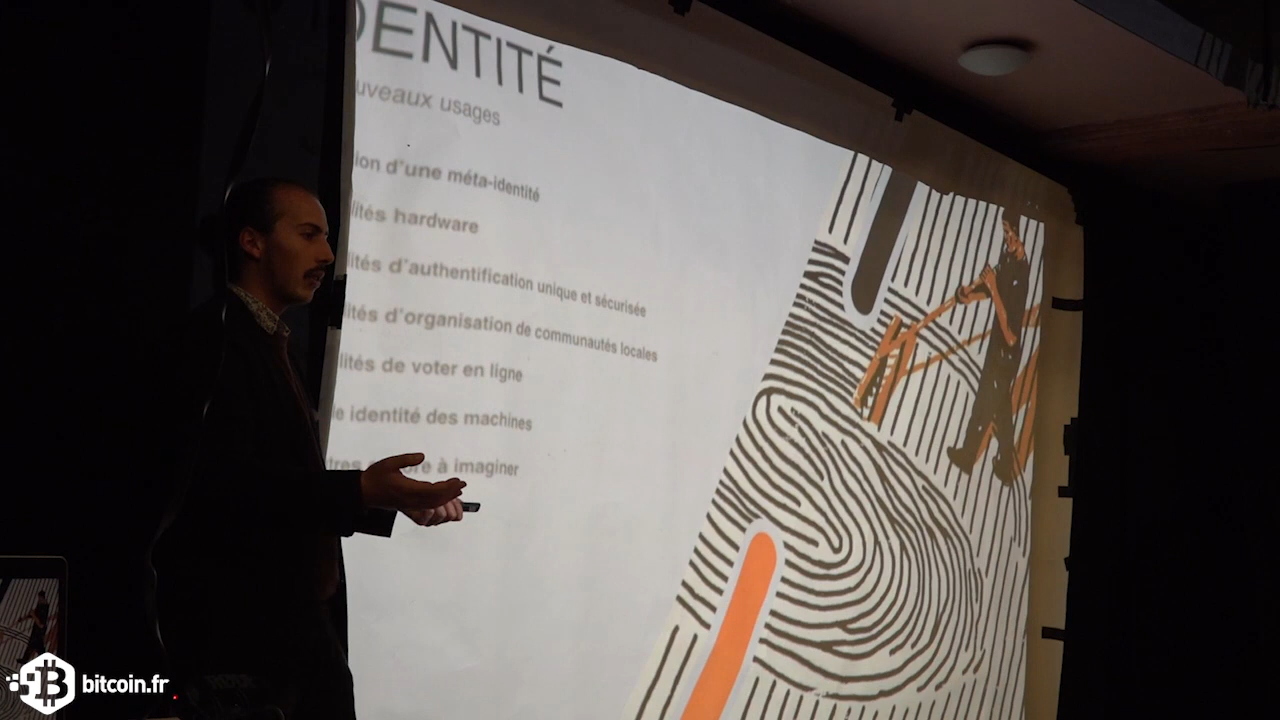 DENTITÉ
uveaux usages
ion d'une méta-identité
lités hardware
ités d'authentification unique et sécurisée
ités d'organisation de communautés locales
lités de voter en ligne
e identité des machines
tres à imaginer
bitcoin.fr